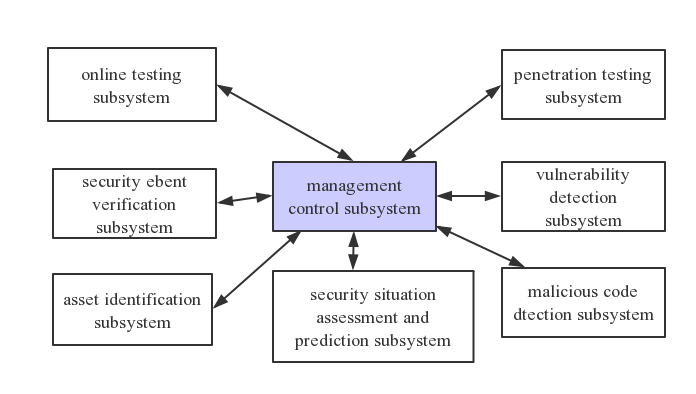 online testing
subsystem
penetration testing
subsystem
security ebent
verification
subsystem
management
control subsystem
vulnerability
detection
subsystem
asset identification
subsystem
security situation
assessment and
prediction subsystem
malicious code
dtection subsystem